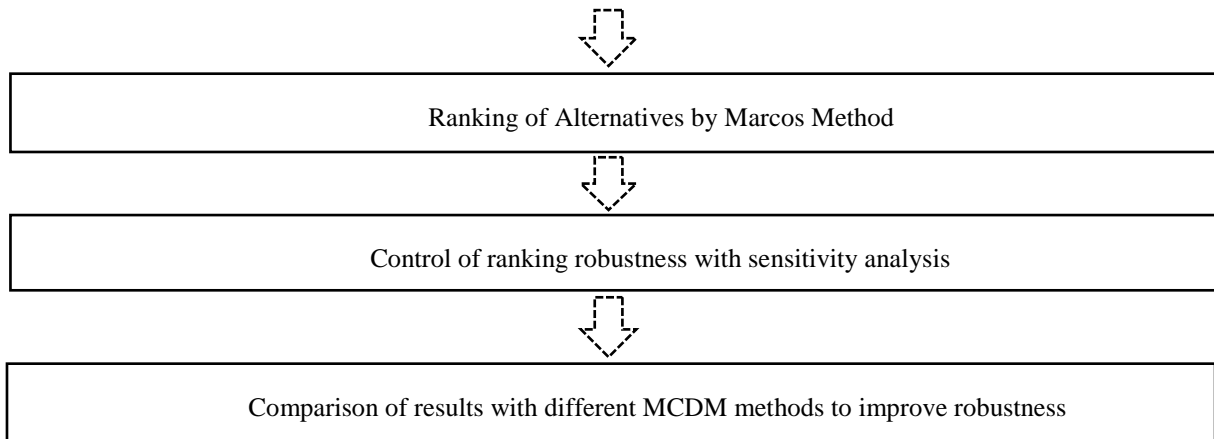 Ranking of Alternatives by Marcos Method
Control of ranking robustness with sensitivity analysis
Comparison of results with different MCDM methods to improve robustness